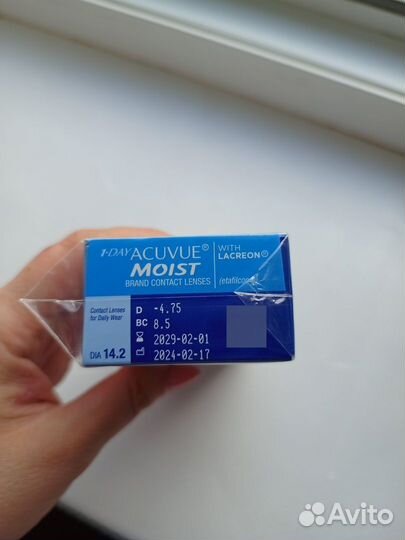 1-DAY ACUVUE®
MOIST
BRAND CONTACT LENSES
WITH
LACREON®
Contact Lenses
for Daily Wear
DIA 14.2
D -4.75
BC 8.5
2029-02-01
2024-02-17
Avito